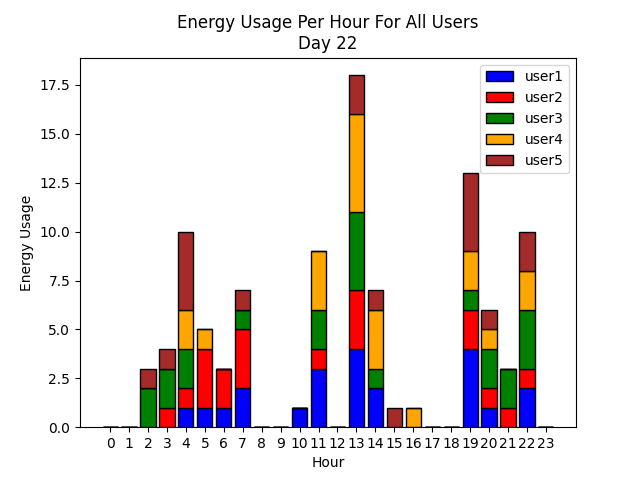 Energy Usage Per Hour For All Users
Day 22
user1
user2
user3
user4
user5
Energy Usage
17.5
15.0
12.5
10.0
7.5
5.0
2.5
0.0
0 1 2 3 4 5 6 7 8 9 10 11 12 13 14 15 16 17 18 19 20 21 22 23
Hour